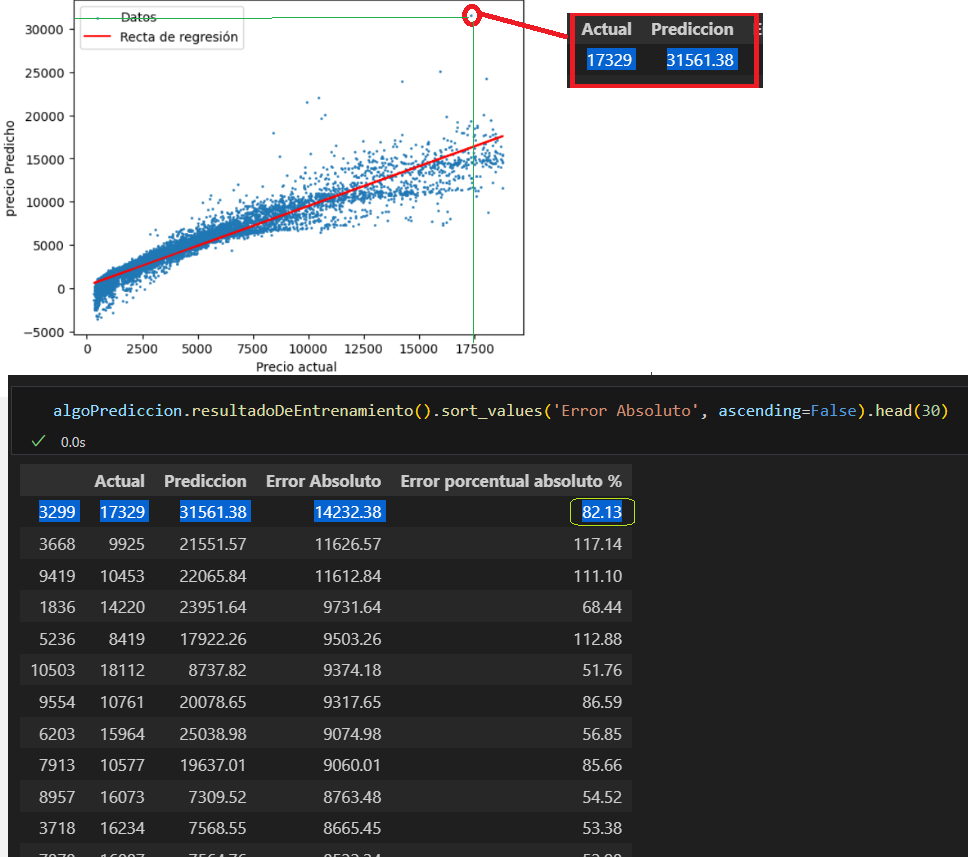 Datos
Recta de regresión
30000
25000
20000
15000
10000
5000
0
−5000
precio Predicho
0 2500 5000 7500 10000 12500 15000 17500
Precio actual
Actual Prediccion
17329 31561.38
algoPrediccion.resultadoDeEntrenamiento().sort_values('Error Absoluto', ascending=False).head(30)
0.0s
Actual Prediccion Error Absoluto Error porcentual absoluto %
3299 17329 31561.38 14232.38 82.13
3668 9925 21551.57 11626.57 117.14
9419 10453 22065.84 11612.84 111.10
1836 14220 23951.64 9731.64 68.44
5236 8419 17922.26 9503.26 112.88
10503 18112 8737.82 9374.18 51.76
9554 10761 20078.65 9317.65 86.59
6203 15964 25038.98 9074.98 56.85
7913 10577 19637.01 9060.01 85.66
8957 16073 7309.52 8763.48 54.52
3718 16234 7568.55 8665.45 53.38